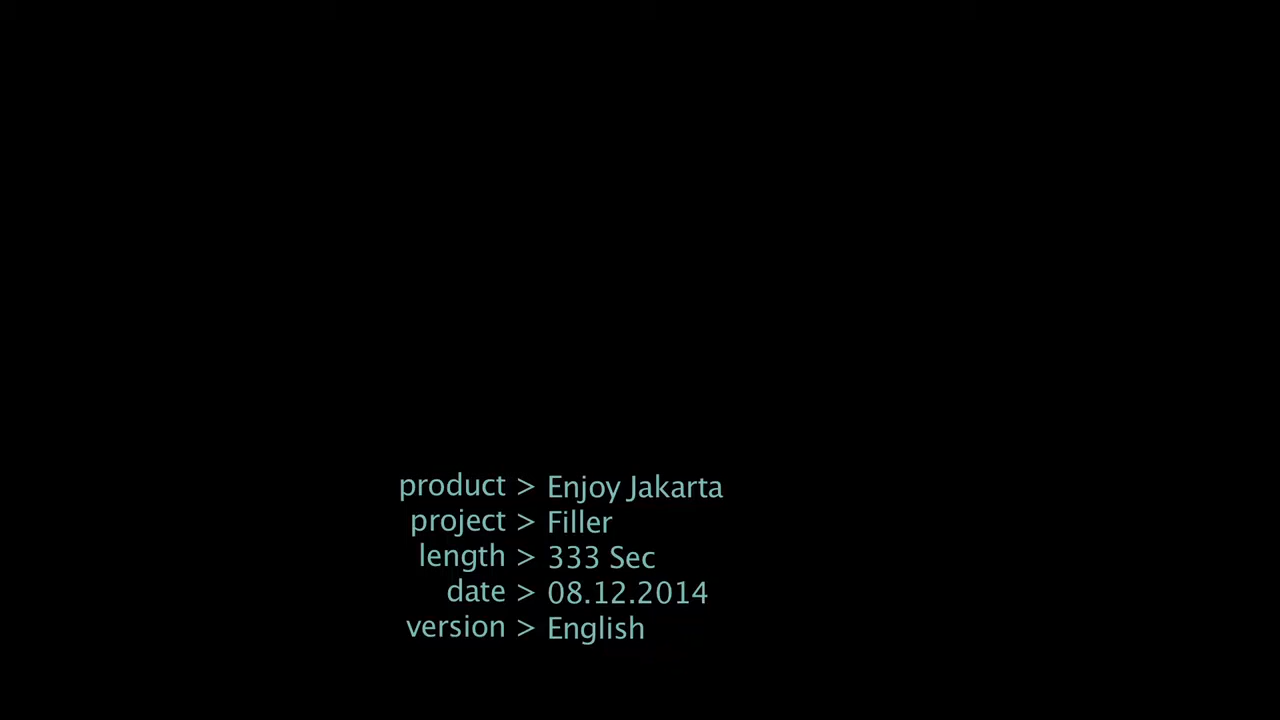 product > Enjoy Jakarta
project > Filler
length > 333 Sec
date > 08.12.2014
version > English